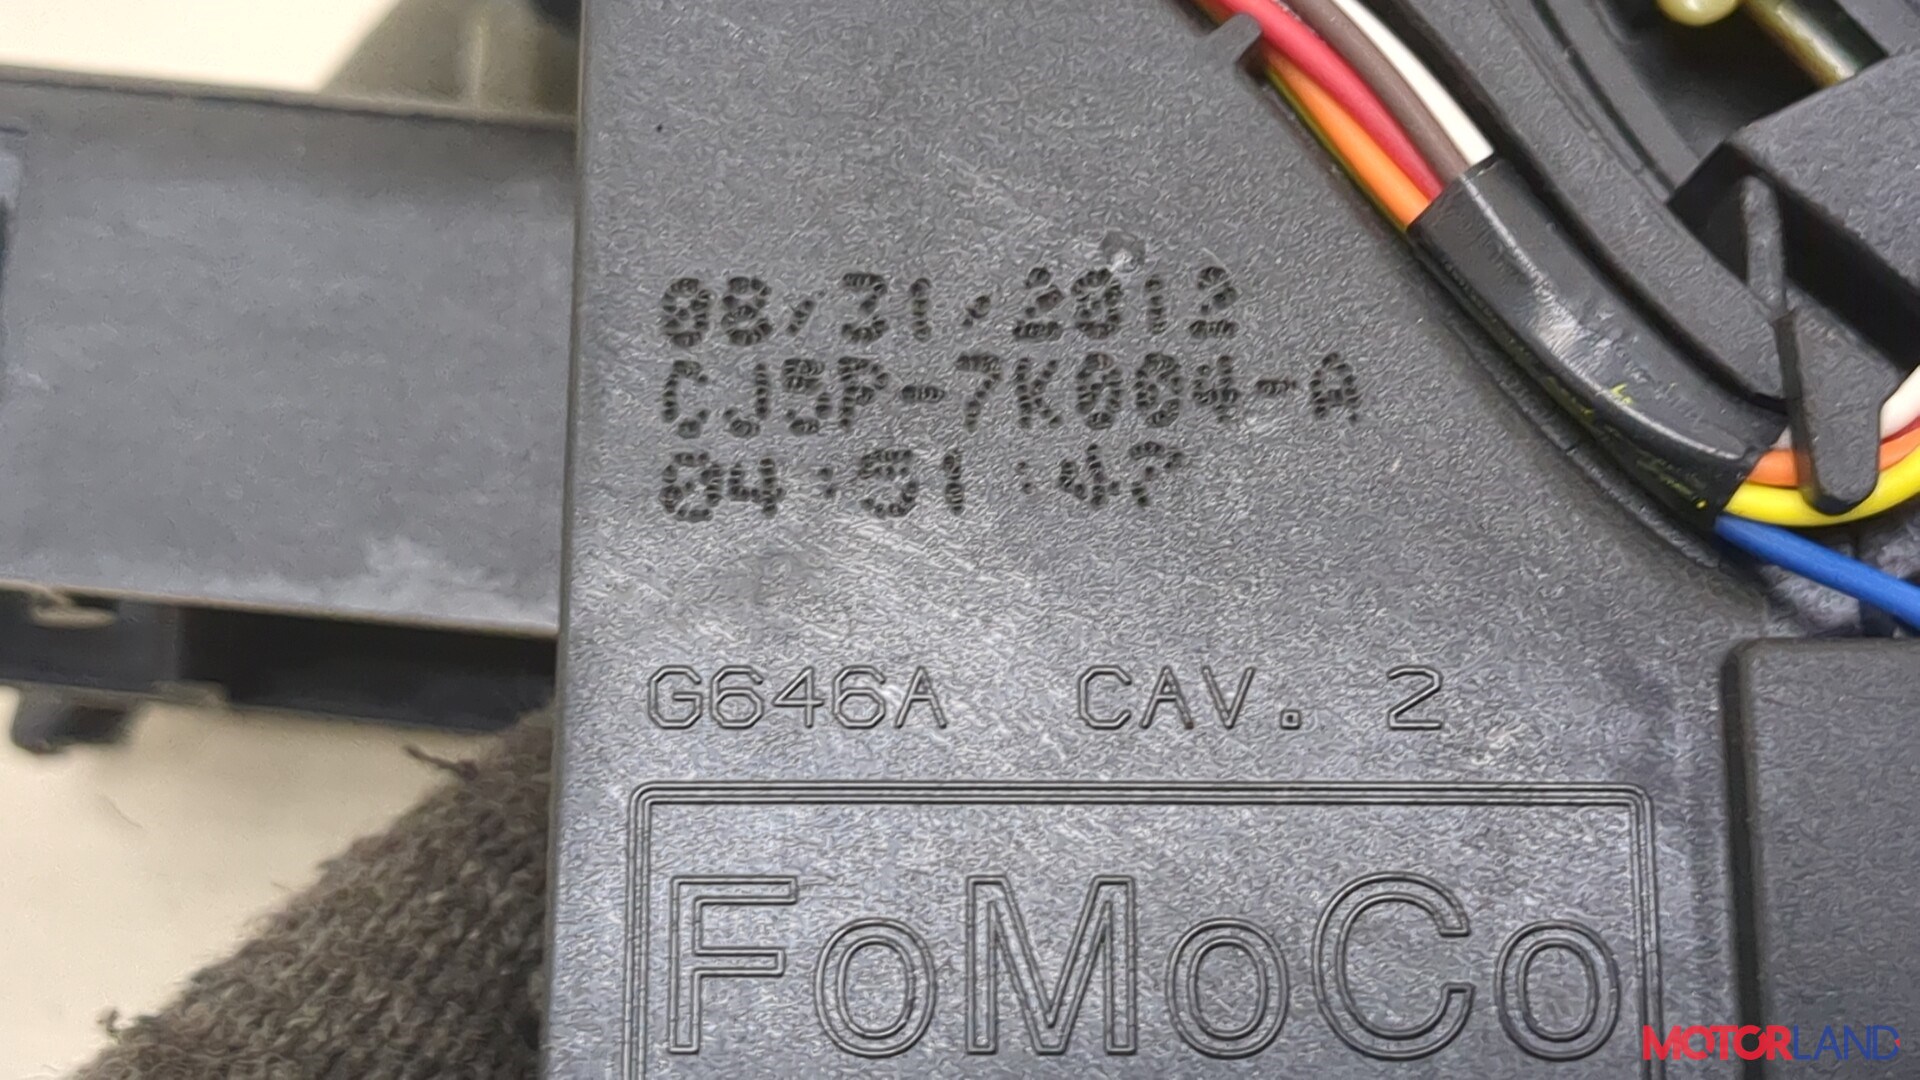 08/31/2012
CJ5P-7K004-A
04:51:47
G646A CAV. 2
FoMoCo
MOTORLAND